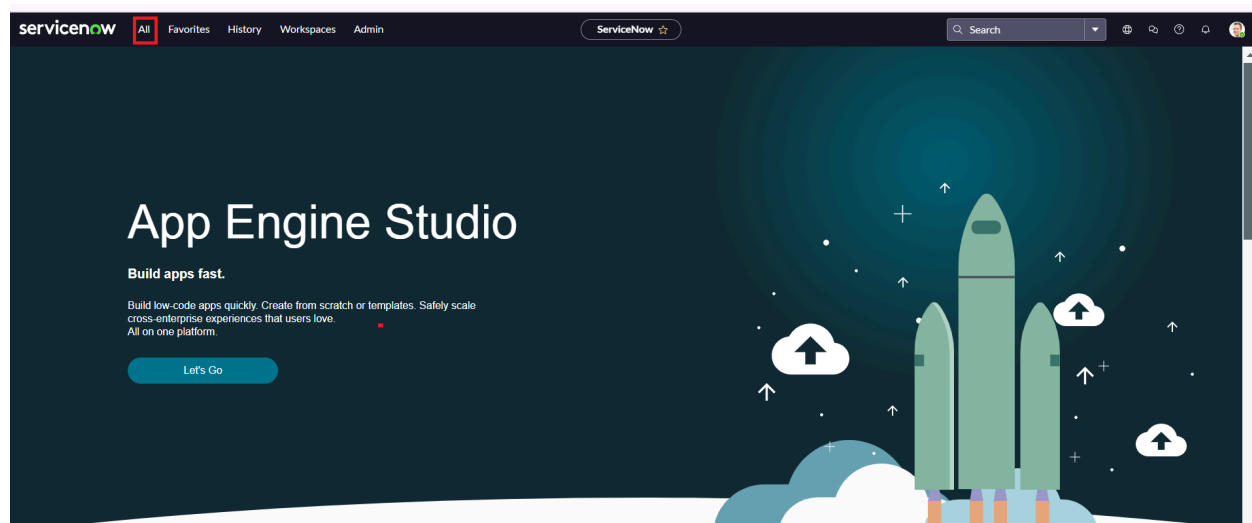 servicenow All Favorites History Workspaces Admin ServiceNow Search
App Engine Studio
Build apps fast.
Build low-code apps quickly. Create from scratch or templates. Safely scale
cross-enterprise experiences that users love.
All on one platform.
Let's Go